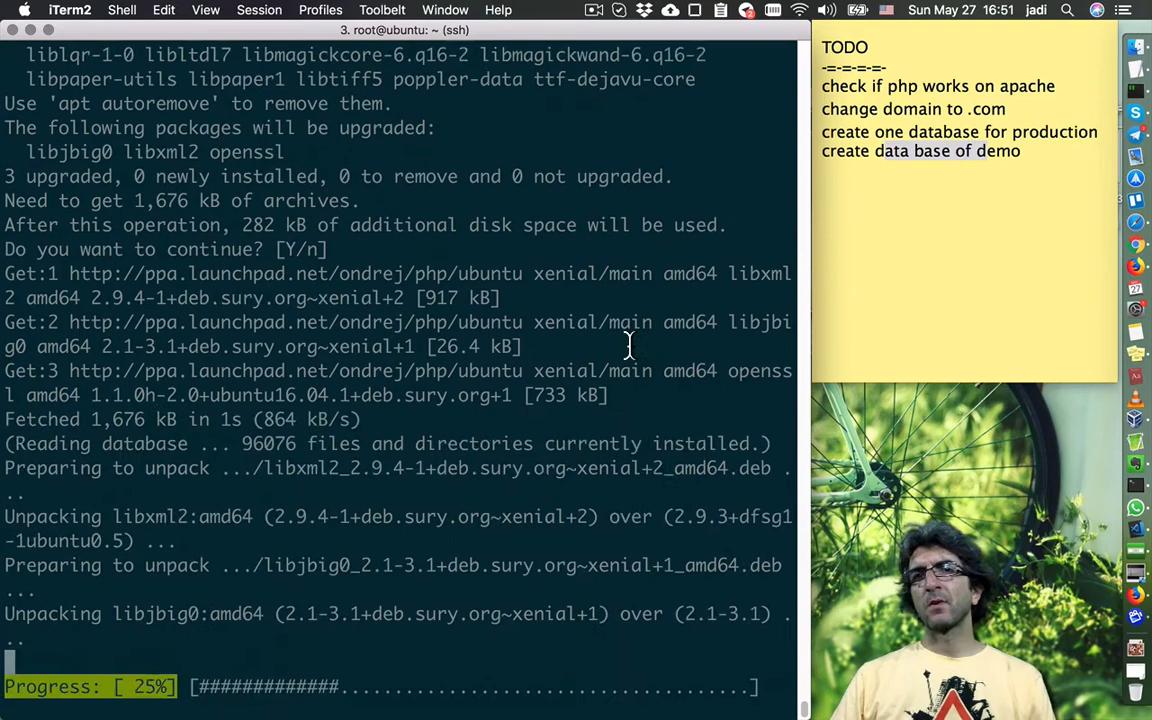 iTerm2 Shell Edit View Session Profiles Toolbelt Window Help Sun May 27 16:51 jadi
3. root@ubuntu: ~ (ssh)
liblqr-1-0 libltdl7 libmagickcore-6.q16-2 libmagickwand-6.q16-2
libpaper-utils libpaper1 libtiff5 poppler-data ttf-dejavu-core
Use 'apt autoremove' to remove them.
The following packages will be upgraded:
libjbig0 libxml2 openssl
3 upgraded, 0 newly installed, 0 to remove and 0 not upgraded.
Need to get 1,676 kB of archives.
After this operation, 282 kB of additional disk space will be used.
Do you want to continue? [Y/n]
Get:1 http://ppa.launchpad.net/ondrej/php/ubuntu xenial/main amd64 libxml
2 amd64 2.9.4-1+deb.sury.org~xenial+2 [917 kB]
Get:2 http://ppa.launchpad.net/ondrej/php/ubuntu xenial/main amd64 libjbi
g0 amd64 2.1-3.1+deb.sury.org~xenial+1 [26.4 kB]
Get:3 http://ppa.launchpad.net/ondrej/php/ubuntu xenial/main amd64 openss
l amd64 1.1.0h-2.0+ubuntu16.04.1+deb.sury.org+1 [733 kB]
Fetched 1,676 kB in 1s (864 kB/s)
(Reading database ... 96076 files and directories currently installed.)
Preparing to unpack .../libxml2_2.9.4-1+deb.sury.org~xenial+2_amd64.deb .
..
Unpacking libxml2:amd64 (2.9.4-1+deb.sury.org~xenial+2) over (2.9.3+dfsg1
-1ubuntu0.5) ...
Preparing to unpack .../libjbig0_2.1-3.1+deb.sury.org~xenial+1_amd64.deb
...
Unpacking libjbig0:amd64 (2.1-3.1+deb.sury.org~xenial+1) over (2.1-3.1) .
..
Progress: [ 25%] [#############.........................................]
TODO
-=-=-=-=-
check if php works on apache
change domain to .com
create one database for production
create data base of demo